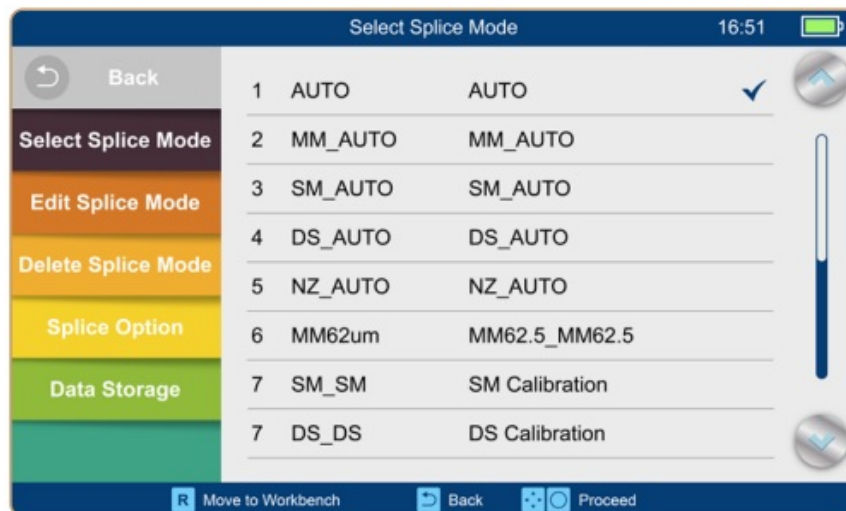 Select Splice Mode 16:51
Back
Select Splice Mode
Edit Splice Mode
Delete Splice Mode
Splice Option
Data Storage
1 AUTO AUTO
2 MM_AUTO MM_AUTO
3 SM_AUTO SM_AUTO
4 DS_AUTO DS_AUTO
5 NZ_AUTO NZ_AUTO
6 MM62um MM62.5_MM62.5
7 SM_SM SM Calibration
7 DS_DS DS Calibration
R Move to Workbench Back Proceed